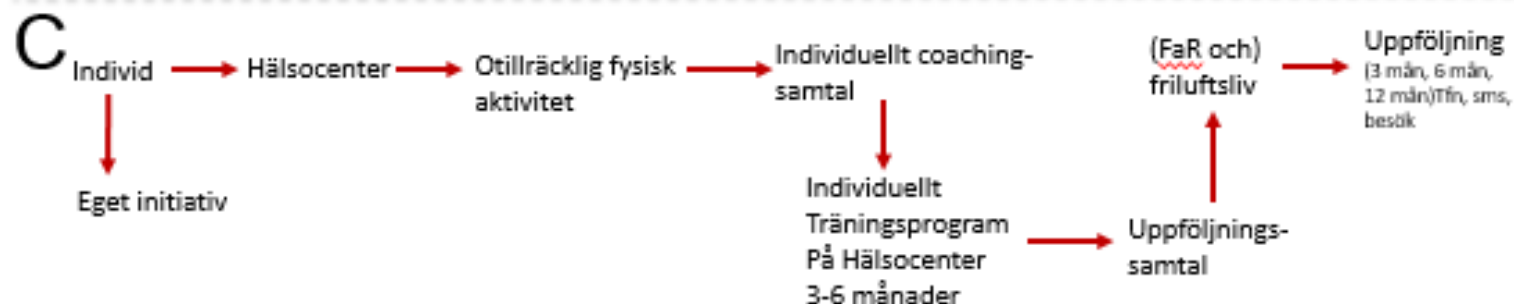 C
Individ
Hälsocenter
Otillräcklig fysisk
aktivitet
Individuellt coaching-
samtal
(FaR och)
friluftsliv
Uppföljning
(3 mån, 6 mån,
12 mån)Tfn, sms,
besök
Eget initiativ
Individuellt
Träningsprogram
På Hälsocenter
3-6 månader
Uppföljnings-
samtal